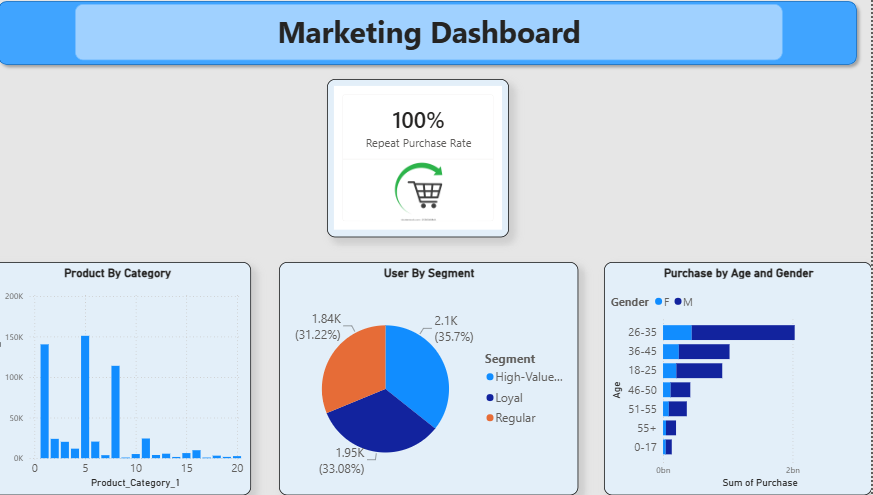 Marketing Dashboard
100%
Repeat Purchase Rate
Product By Category
200K
150K
100K
50K
0K
0 5 10 15 20
Product_Category_1
User By Segment
1.84K
(31.22%)
2.1K
(35.7%)
1.95K
(33.08%)
Segment
High-Value...
Loyal
Regular
Purchase by Age and Gender
Gender F M
Age
26-35
36-45
18-25
46-50
51-55
55+
0-17
0bn 2bn
Sum of Purchase